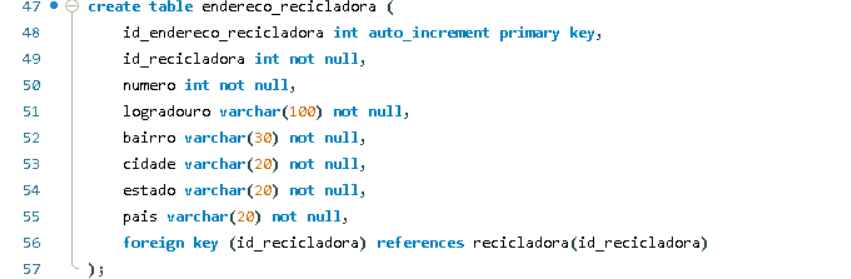 47 create table endereco_recicladora (
48 id_endereco_recicladora int auto_increment primary key,
49 id_recicladora int not null,
50 numero int not null,
51 logradouro varchar(100) not null,
52 bairro varchar(30) not null,
53 cidade varchar(20) not null,
54 estado varchar(20) not null,
55 pais varchar(20) not null,
56 foreign key (id_recicladora) references recicladora(id_recicladora)
57 );